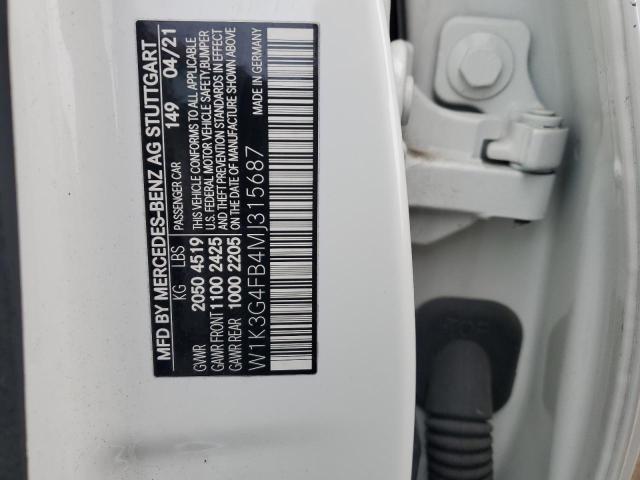 MFD BY MERCEDES-BENZ AG STUTTGART
KG LBS PASSENGER CAR 149 04/21
GVWR 2050 4519 THIS VEHICLE CONFORMS TO ALL APPLICABLE
U.S. FEDERAL MOTOR VEHICLE SAFETY, BUMPER
GAWR FRONT 1100 2425 AND THEFT PREVENTION STANDARDS IN EFFECT
GAWR REAR 1000 2205 ON THE DATE OF MANUFACTURE SHOWN ABOVE
MADE IN GERMANY
W1K3G4FB4MJ315687
TOP